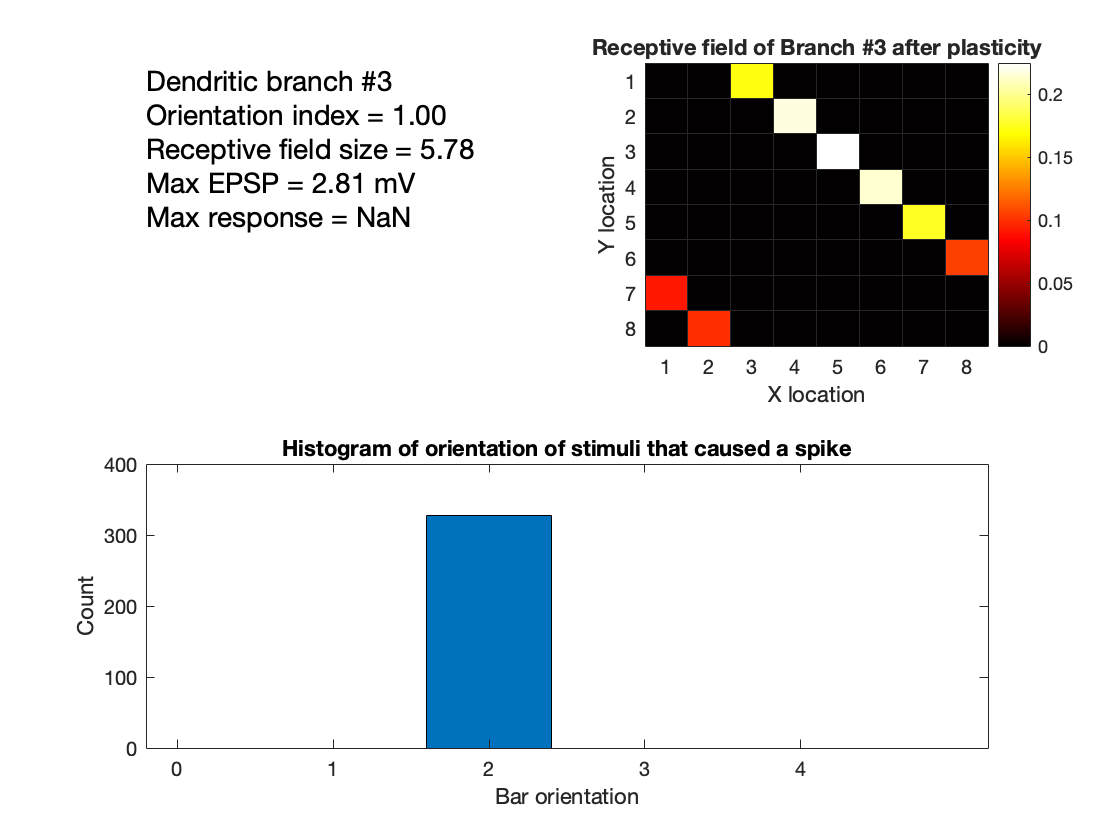 Dendritic branch #3
Orientation index = 1.00
Receptive field size = 5.78
Max EPSP = 2.81 mV
Max response = NaN
Receptive field of Branch #3 after plasticity
Y location
1
2
3
4
5
6
7
8
1 2 3 4 5 6 7 8
X location
0.2
0.15
0.1
0.05
0
Histogram of orientation of stimuli that caused a spike
Count
400
300
200
100
0
0 1 2 3 4
Bar orientation